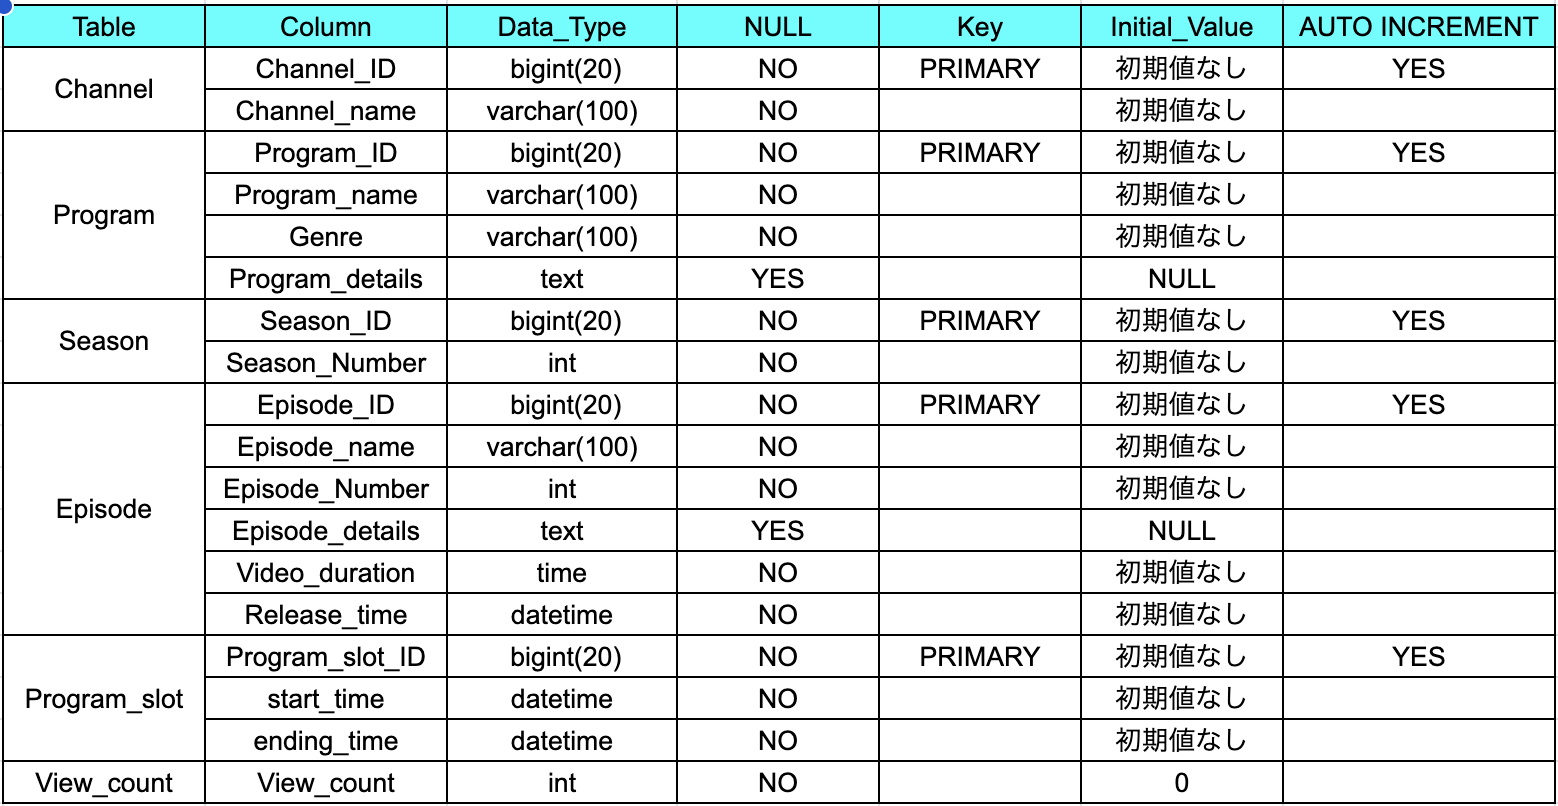 Table Column Data_Type NULL Key Initial_Value AUTO INCREMENT
Channel Channel_ID bigint(20) NO PRIMARY 初期値なし YES
Channel_name varchar(100) NO 初期値なし
Program Program_ID bigint(20) NO PRIMARY 初期値なし YES
Program_name varchar(100) NO 初期値なし
Genre varchar(100) NO 初期値なし
Program_details text YES NULL
Season Season_ID bigint(20) NO PRIMARY 初期値なし YES
Season_Number int NO 初期値なし
Episode Episode_ID bigint(20) NO PRIMARY 初期値なし YES
Episode_name varchar(100) NO 初期値なし
Episode_Number int NO 初期値なし
Episode_details text YES NULL
Video_duration time NO 初期値なし
Release_time datetime NO 初期値なし
Program_slot Program_slot_ID bigint(20) NO PRIMARY 初期値なし YES
start_time datetime NO 初期値なし
ending_time datetime NO 初期値なし
View_count View_count int NO 0